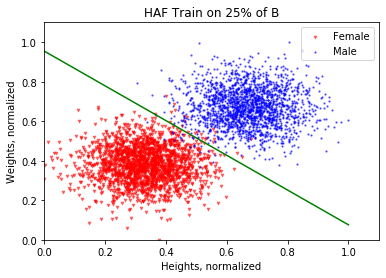 HAF Train on 25% of B
Female
Male
Weights, normalized
1.0
0.8
0.6
0.4
0.2
0.0
0.0 0.2 0.4 0.6 0.8 1.0
Heights, normalized